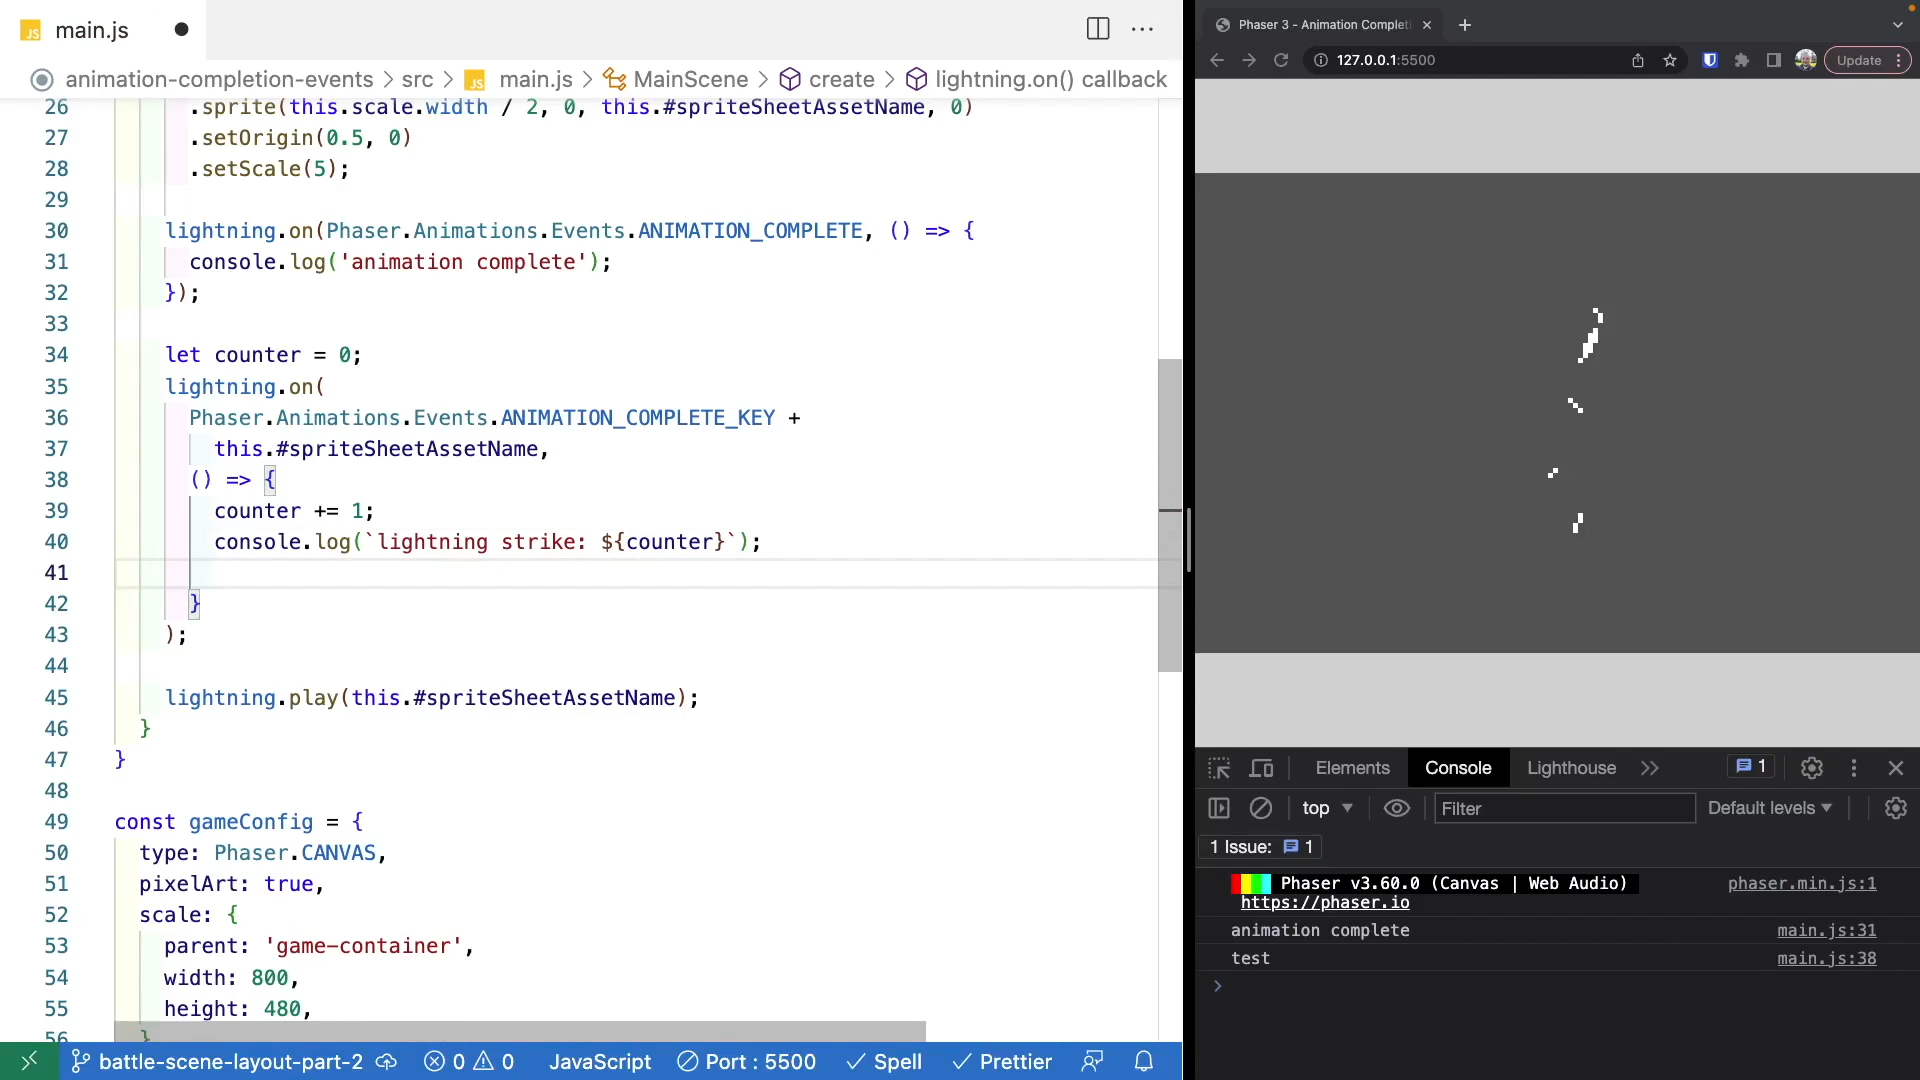 main.js
animation-completion-events > src > main.js > MainScene > create > lightning.on() callback
26 .sprite(this.scale.width / 2, 0, this.#spriteSheetAssetName, 0)
27 .setOrigin(0.5, 0)
28 .setScale(5);
29
30 lightning.on(Phaser.Animations.Events.ANIMATION_COMPLETE, () => {
31 console.log('animation complete');
32 });
33
34 let counter = 0;
35 lightning.on(
36 Phaser.Animations.Events.ANIMATION_COMPLETE_KEY +
37 this.#spriteSheetAssetName,
38 () => {
39 counter += 1;
40 console.log(`lightning strike: ${counter}`);
41
42 }
43 );
44
45 lightning.play(this.#spriteSheetAssetName);
46 }
47 }
48
49 const gameConfig = {
50 type: Phaser.CANVAS,
51 pixelArt: true,
52 scale: {
53 parent: 'game-container',
54 width: 800,
55 height: 480,
56 }
battle-scene-layout-part-2 0 0 JavaScript Port : 5500 Spell Prettier
Phaser 3 - Animation Complet
127.0.0.1:5500 Update
Elements Console Lighthouse 1
top Filter Default levels
1 Issue: 1
Phaser v3.60.0 (Canvas | Web Audio) phaser.min.js:1
https://phaser.io
animation complete main.js:31
test main.js:38